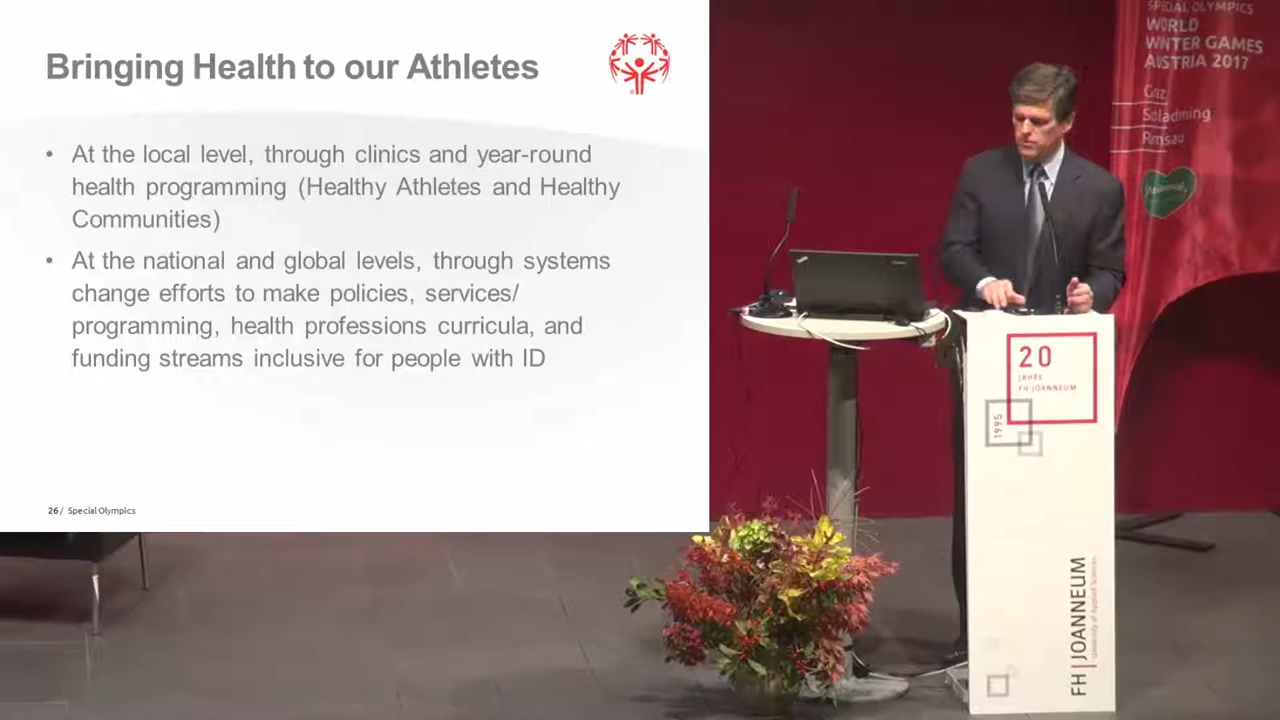 Bringing Health to our Athletes
• At the local level, through clinics and year-round
health programming (Healthy Athletes and Healthy
Communities)
• At the national and global levels, through systems
change efforts to make policies, services/
programming, health professions curricula, and
funding streams inclusive for people with ID
26 / Special Olympics
SPECIAL OLYMPICS
WORLD
WINTER GAMES
AUSTRIA 2017
Graz
Schladming
Ramsau
20
JAHRE
FH JOANNEUM
1995
FH | JOANNEUM
University of Applied Sciences